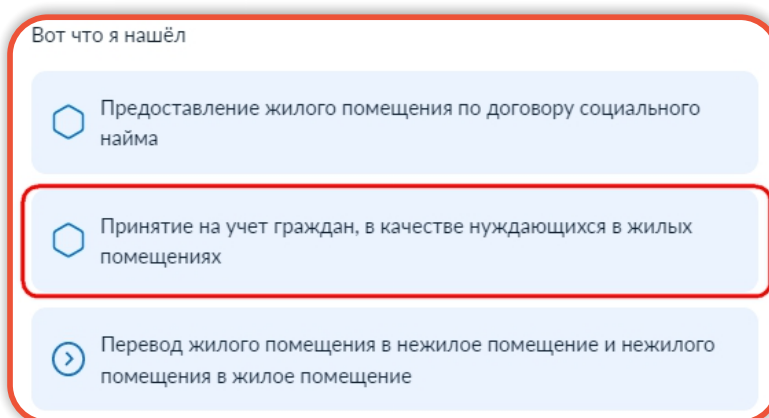 Вот что я нашёл
Предоставление жилого помещения по договору социального
найма
Принятие на учет граждан, в качестве нуждающихся в жилых
помещениях
Перевод жилого помещения в нежилое помещение и нежилого
помещения в жилое помещение